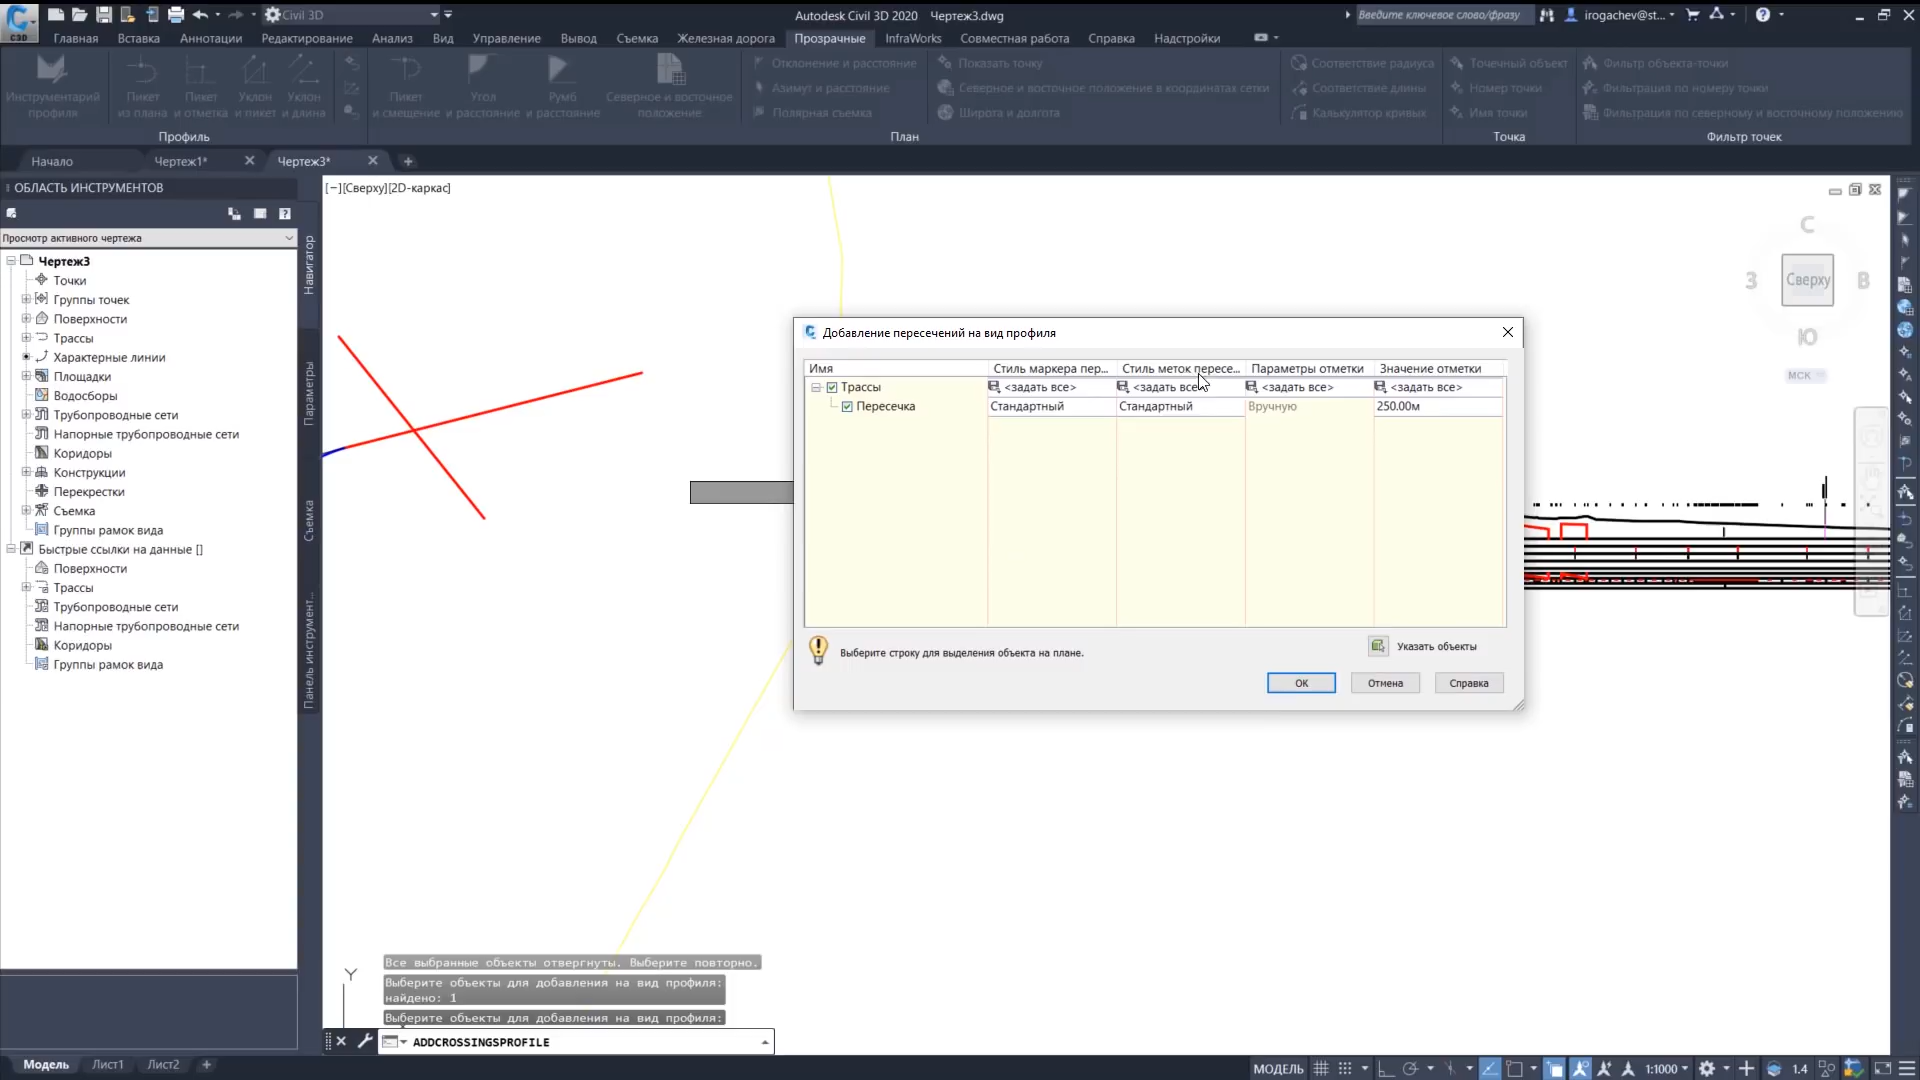 C3D
Civil 3D
Autodesk Civil 3D 2020 Чертеж3.dwg
Введите ключевое слово/фразу
irogachev@st...
Главная Вставка Аннотации Редактирование Анализ Вид Управление Вывод Съемка Железная дорога Прозрачные InfraWorks Совместная работа Справка Надстройки
Инструментарий профиля
Пикет из плана
Пикет и отметка
Уклон и пикет
Уклон и длина
Пикет и смещение
Угол и расстояние
Румб и расстояние
Северное и восточное положение
Отклонение и расстояние
Азимут и расстояние
Полярная съемка
Показать точку
Северное и восточное положение в координатах сетки
Широта и долгота
Соответствие радиуса
Соответствие длины
Калькулятор кривых
Точечный объект
Номер точки
Имя точки
Фильтр объекта-точки
Фильтрация по номеру точки
Фильтрация по северному и восточному положению
Профиль План Точка Фильтр точек
Начало Чертеж1* Чертеж3*
ОБЛАСТЬ ИНСТРУМЕНТОВ
Просмотр активного чертежа
Чертеж3
Точки
Группы точек
Поверхности
Трассы
Характерные линии
Площадки
Водосборы
Трубопроводные сети
Напорные трубопроводные сети
Коридоры
Конструкции
Перекрестки
Съемка
Группы рамок вида
Быстрые ссылки на данные []
Поверхности
Трассы
Трубопроводные сети
Напорные трубопроводные сети
Коридоры
Группы рамок вида
Навигатор
Параметры
Съемка
Панель инструмент...
[−][Сверху][2D-каркас]
С
З Сверху В
Ю
МСК
Добавление пересечений на вид профиля
Имя Стиль маркера пер... Стиль меток пересе... Параметры отметки Значение отметки
Трассы <задать все> <задать все> <задать все> <задать все>
Пересечка Стандартный Стандартный Вручную 250.00м
Выберите строку для выделения объекта на плане.
Указать объекты
ОК Отмена Справка
Y
Все выбранные объекты отвергнуты. Выберите повторно.
Выберите объекты для добавления на вид профиля:
найдено: 1
Выберите объекты для добавления на вид профиля:
ADDCROSSINGSPROFILE
Модель Лист1 Лист2
МОДЕЛЬ 1:1000 1.4